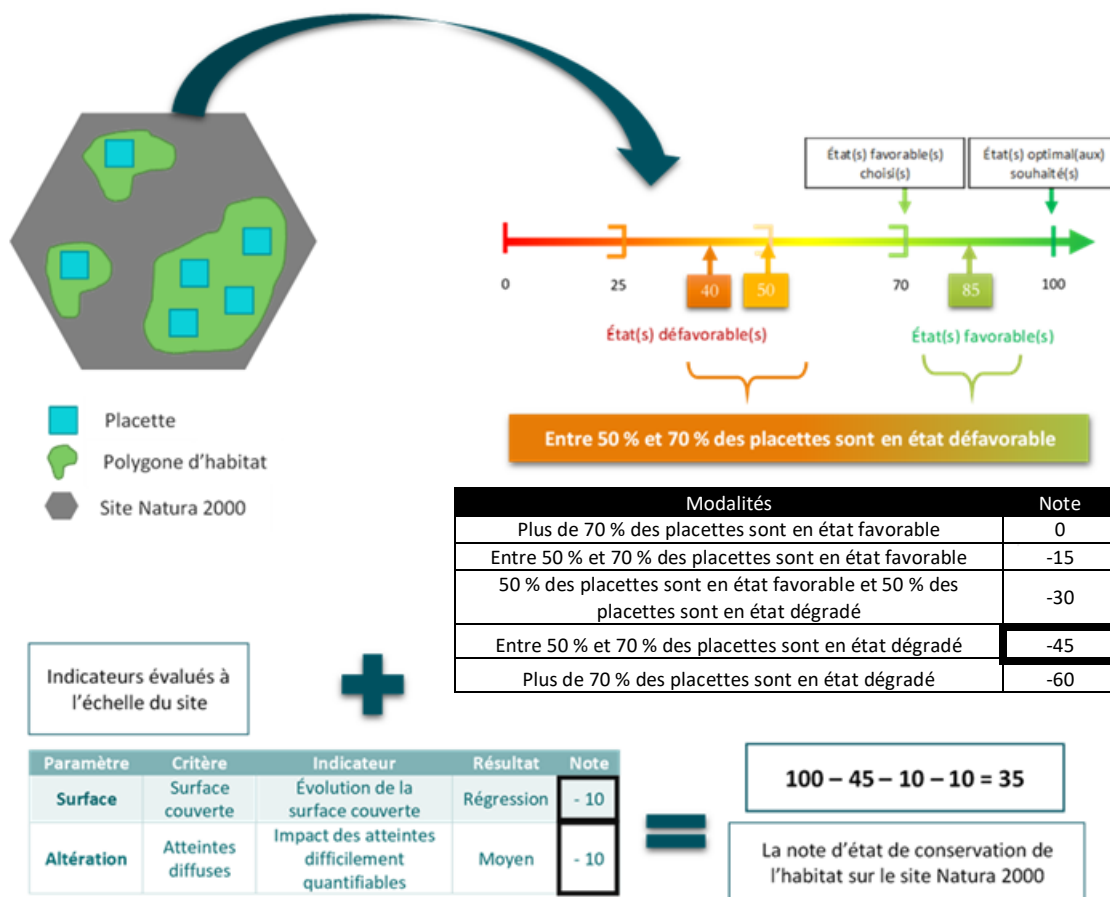 État(s) favorable(s)
choisi(s)
État(s) optimal(aux)
souhaité(s)
0
25
40
50
70
85
100
État(s) défavorable(s)
État(s) favorable(s)
Placette
Polygone d'habitat
Site Natura 2000
Entre 50 % et 70 % des placettes sont en état défavorable
Modalités Note
Plus de 70 % des placettes sont en état favorable 0
Entre 50 % et 70 % des placettes sont en état favorable -15
50 % des placettes sont en état favorable et 50 % des
placettes sont en état dégradé -30
Entre 50 % et 70 % des placettes sont en état dégradé -45
Plus de 70 % des placettes sont en état dégradé -60
Indicateurs évalués à
l'échelle du site
Paramètre Critère Indicateur Résultat Note
Surface Surface
couverte Évolution de la
surface couverte Régression - 10
Altération Atteintes
diffuses Impact des atteintes
difficilement
quantifiables Moyen - 10
100 – 45 – 10 – 10 = 35
La note d'état de conservation de
l'habitat sur le site Natura 2000